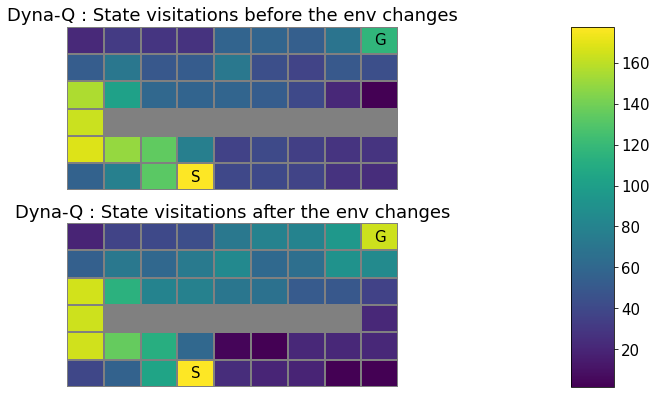 Dyna-Q : State visitations before the env changes
G
S
Dyna-Q : State visitations after the env changes
G
S
160
140
120
100
80
60
40
20